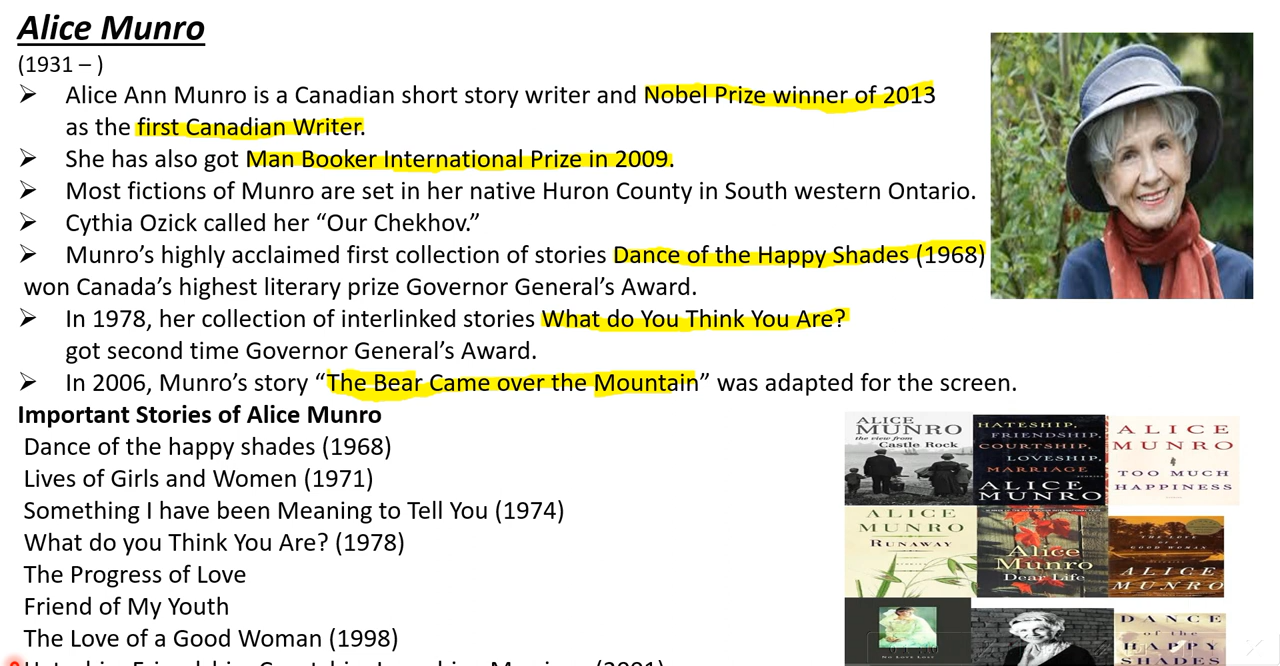 Alice Munro
(1931 – )
➢ Alice Ann Munro is a Canadian short story writer and Nobel Prize winner of 2013
as the first Canadian Writer.
➢ She has also got Man Booker International Prize in 2009.
➢ Most fictions of Munro are set in her native Huron County in South western Ontario.
➢ Cythia Ozick called her “Our Chekhov.”
➢ Munro’s highly acclaimed first collection of stories Dance of the Happy Shades (1968)
won Canada’s highest literary prize Governor General’s Award.
➢ In 1978, her collection of interlinked stories What do You Think You Are?
got second time Governor General’s Award.
➢ In 2006, Munro’s story “The Bear Came over the Mountain” was adapted for the screen.
Important Stories of Alice Munro
Dance of the happy shades (1968)
Lives of Girls and Women (1971)
Something I have been Meaning to Tell You (1974)
What do you Think You Are? (1978)
The Progress of Love
Friend of My Youth
The Love of a Good Woman (1998)
ALICE
MUNRO
the view from
Castle Rock
HATESHIP,
FRIENDSHIP,
COURTSHIP,
LOVESHIP,
MARRIAGE
ALICE
MUNRO
ALICE
MUNRO
TOO MUCH
HAPPINESS
ALICE
MUNRO
RUNAWAY
Alice
Munro
Dear Life
THE LOVE
OF A
GOOD WOMAN
ALICE
MUNRO
DANCE
of the
HAPPY
SHADES